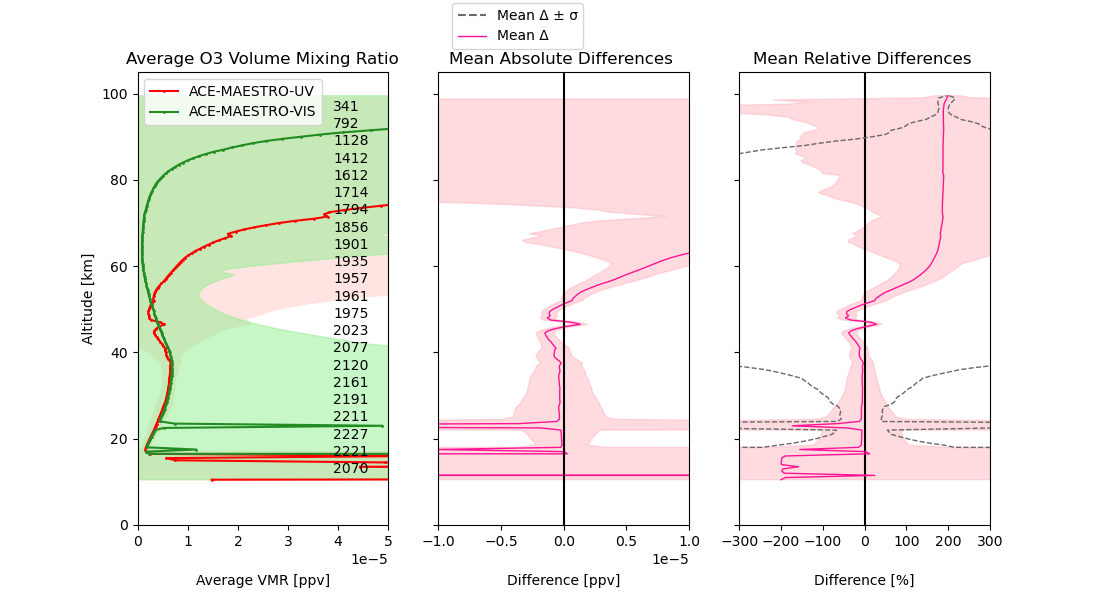 Mean Δ ± σ
Mean Δ
Average O3 Volume Mixing Ratio
Mean Absolute Differences
Mean Relative Differences
ACE-MAESTRO-UV
ACE-MAESTRO-VIS
341
792
1128
1412
1612
1714
1794
1856
1901
1935
1957
1961
1975
2023
2077
2120
2161
2191
2211
2227
2221
2070
100
80
60
40
20
0
Altitude [km]
0 1 2 3 4 5
1e−5
Average VMR [ppv]
−1.0 −0.5 0.0 0.5 1.0
1e−5
Difference [ppv]
−300 −200 −100 0 100 200 300
Difference [%]